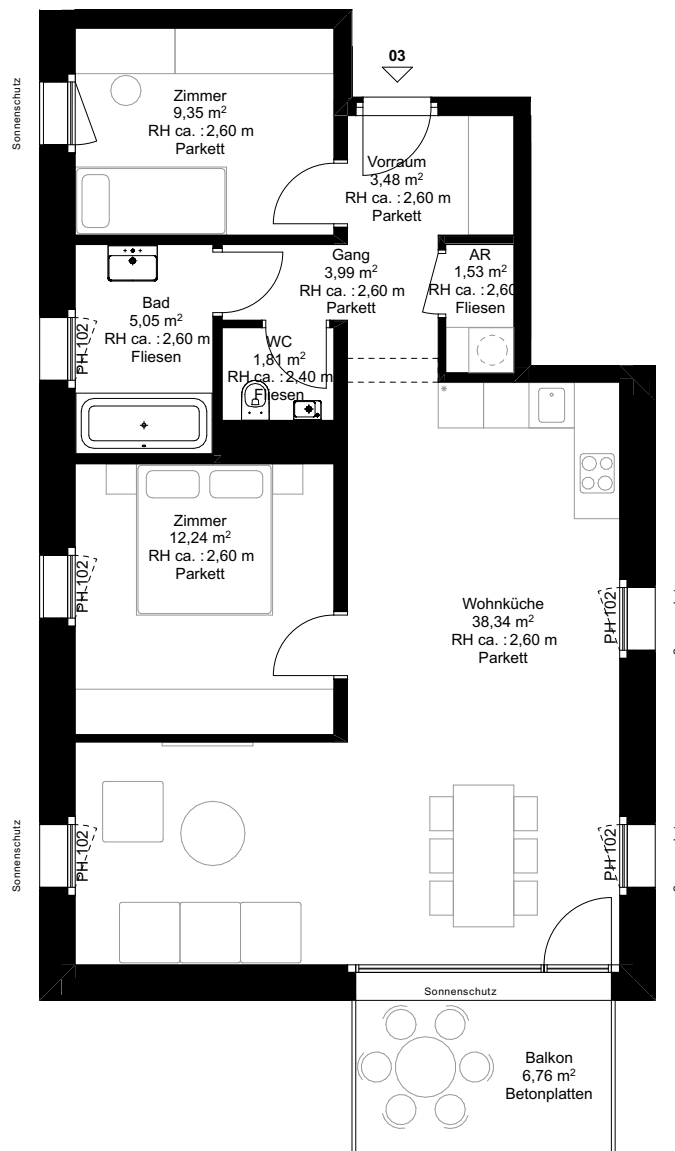 03
Sonnenschutz
Zimmer
9,35 m²
RH ca. :2,60 m
Parkett
Vorraum
3,48 m²
RH ca. :2,60 m
Parkett
Gang
3,99 m²
RH ca. :2,60 m
Parkett
AR
1,53 m²
RH ca. :2,60
Fliesen
Bad
5,05 m²
RH ca. :2,60 m
Fliesen
PH 102
WC
1,81 m²
RH ca. :2,40 m
Fliesen
Zimmer
12,24 m²
RH ca. :2,60 m
Parkett
PH 102
Wohnküche
38,34 m²
RH ca. :2,60 m
Parkett
PH 102
Sonnenschutz
PH 102
PH 102
Sonnenschutz
Balkon
6,76 m²
Betonplatten